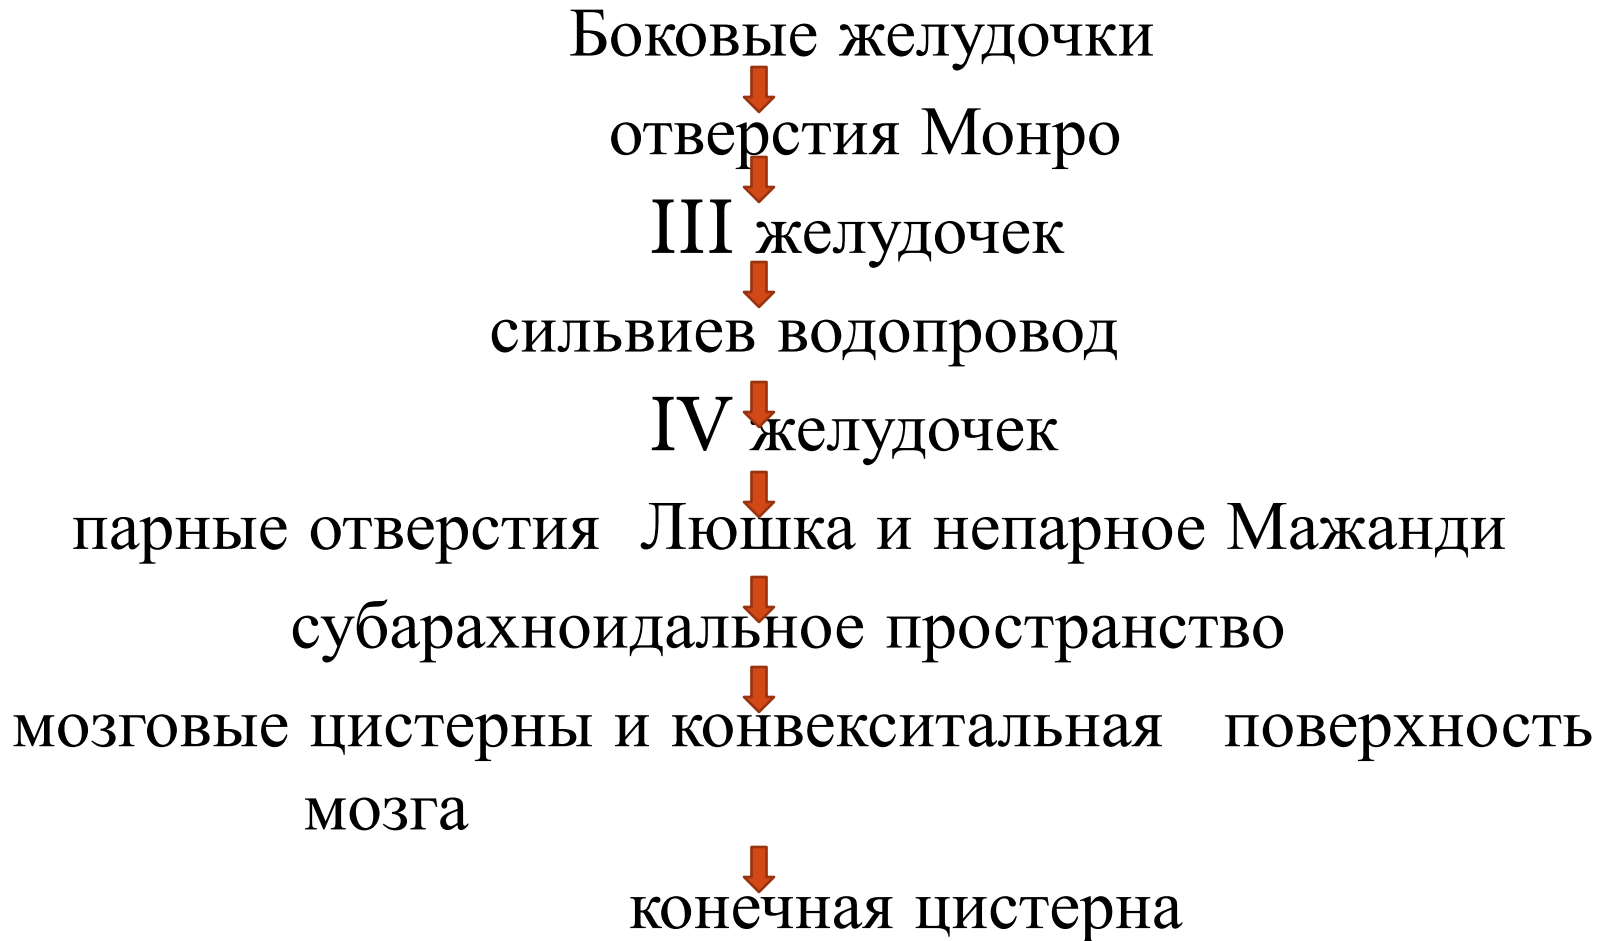 Боковые желудочки
отверстия Монро
III желудочек
сильвиев водопровод
IV желудочек
парные отверстия Люшка и непарное Мажанди
субарахноидальное пространство
мозговые цистерны и конвекситальная поверхность
мозга
конечная цистерна